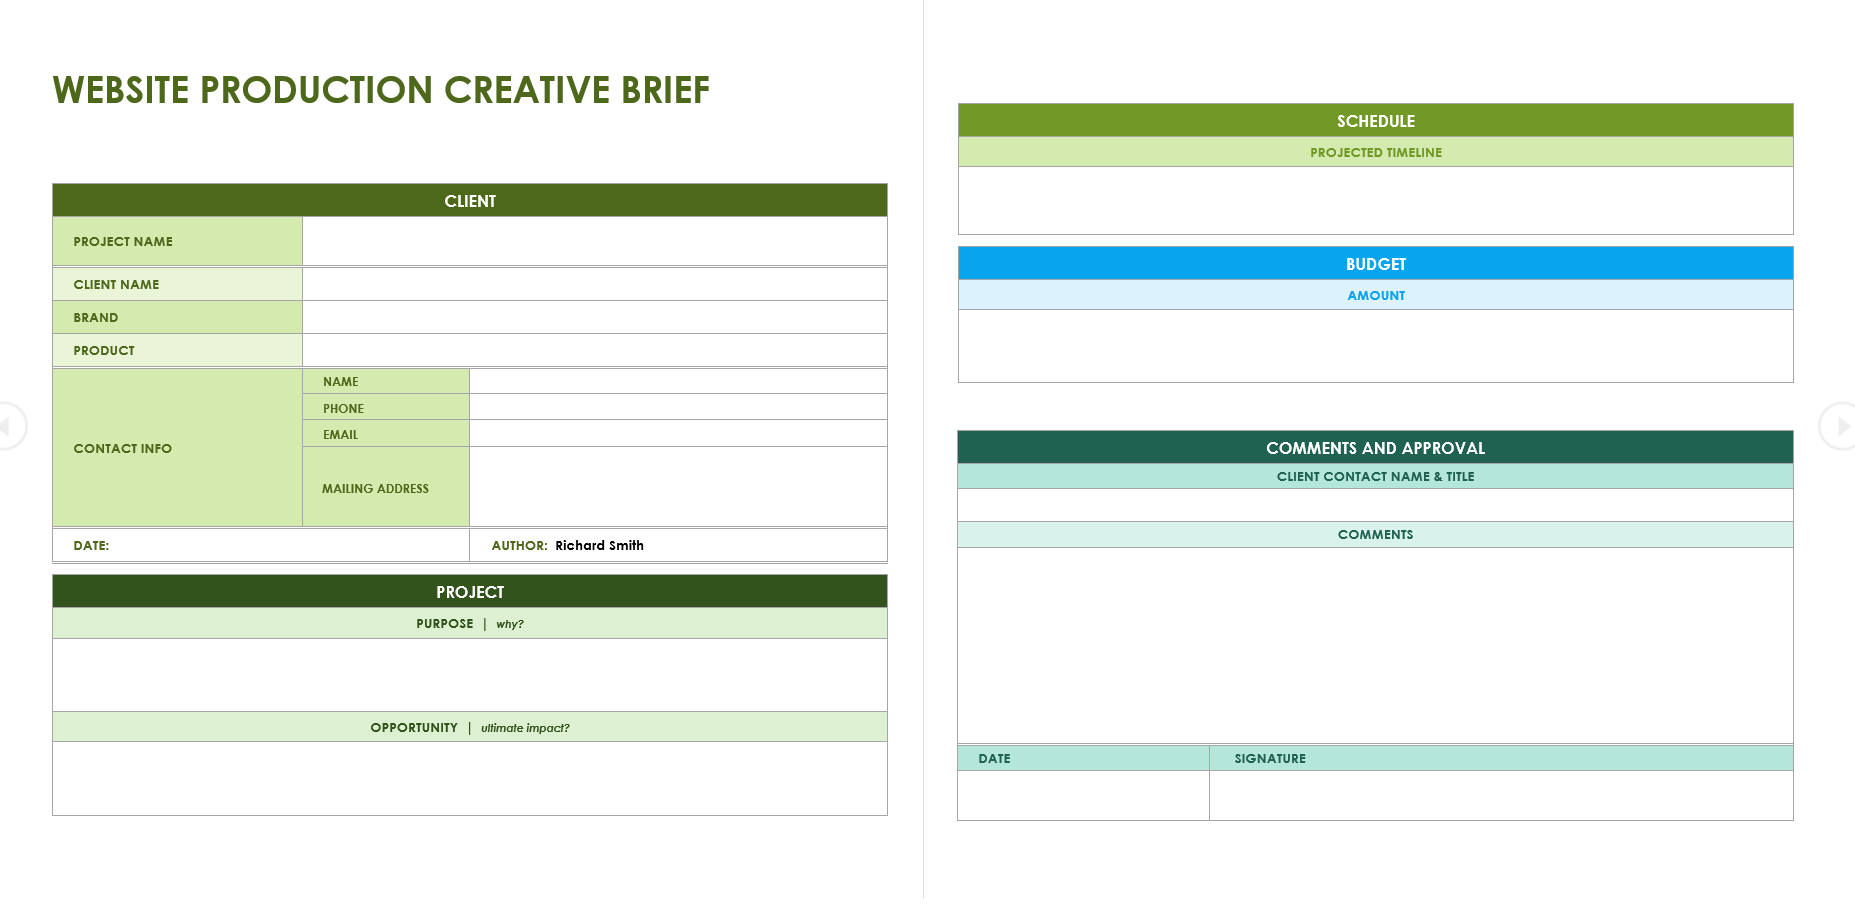 WEBSITE PRODUCTION CREATIVE BRIEF
CLIENT
PROJECT NAME
CLIENT NAME
BRAND
PRODUCT
CONTACT INFO
NAME
PHONE
EMAIL
MAILING ADDRESS
DATE:
AUTHOR: Richard Smith
PROJECT
PURPOSE | why?
OPPORTUNITY | ultimate impact?
SCHEDULE
PROJECTED TIMELINE
BUDGET
AMOUNT
COMMENTS AND APPROVAL
CLIENT CONTACT NAME & TITLE
COMMENTS
DATE
SIGNATURE